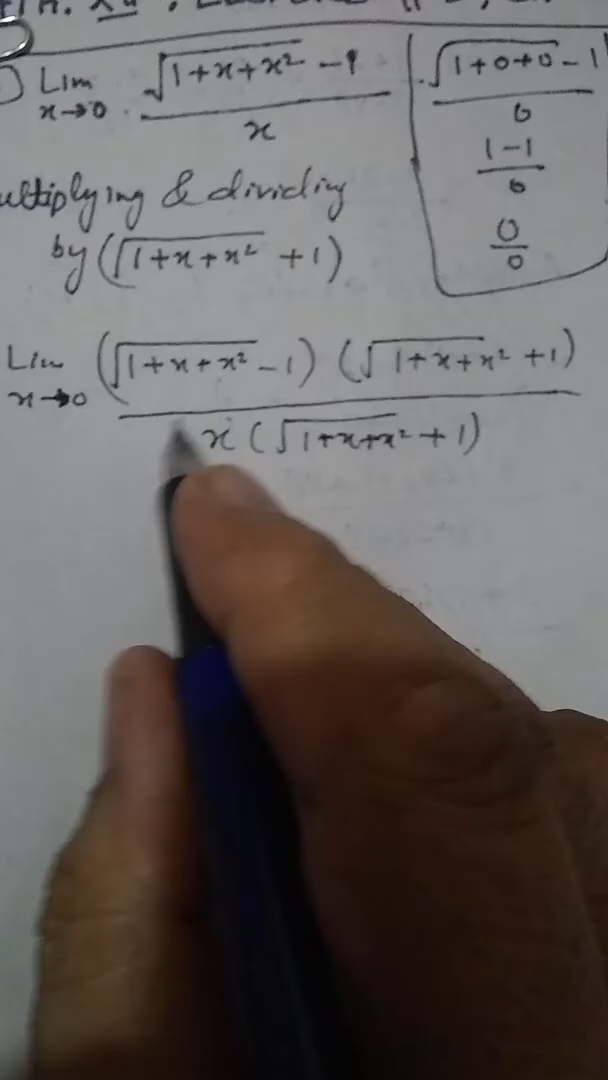 Lim √(1+x+x²) -1 / x
x→0
√(1+0+0) -1 / 0
1-1 / 0
0 / 0
ultiplying & dividing
by (√(1+x+x²) +1)
Lim (√(1+x+x²) -1) (√(1+x+x²) +1) / x (√(1+x+x²) +1)
x→0